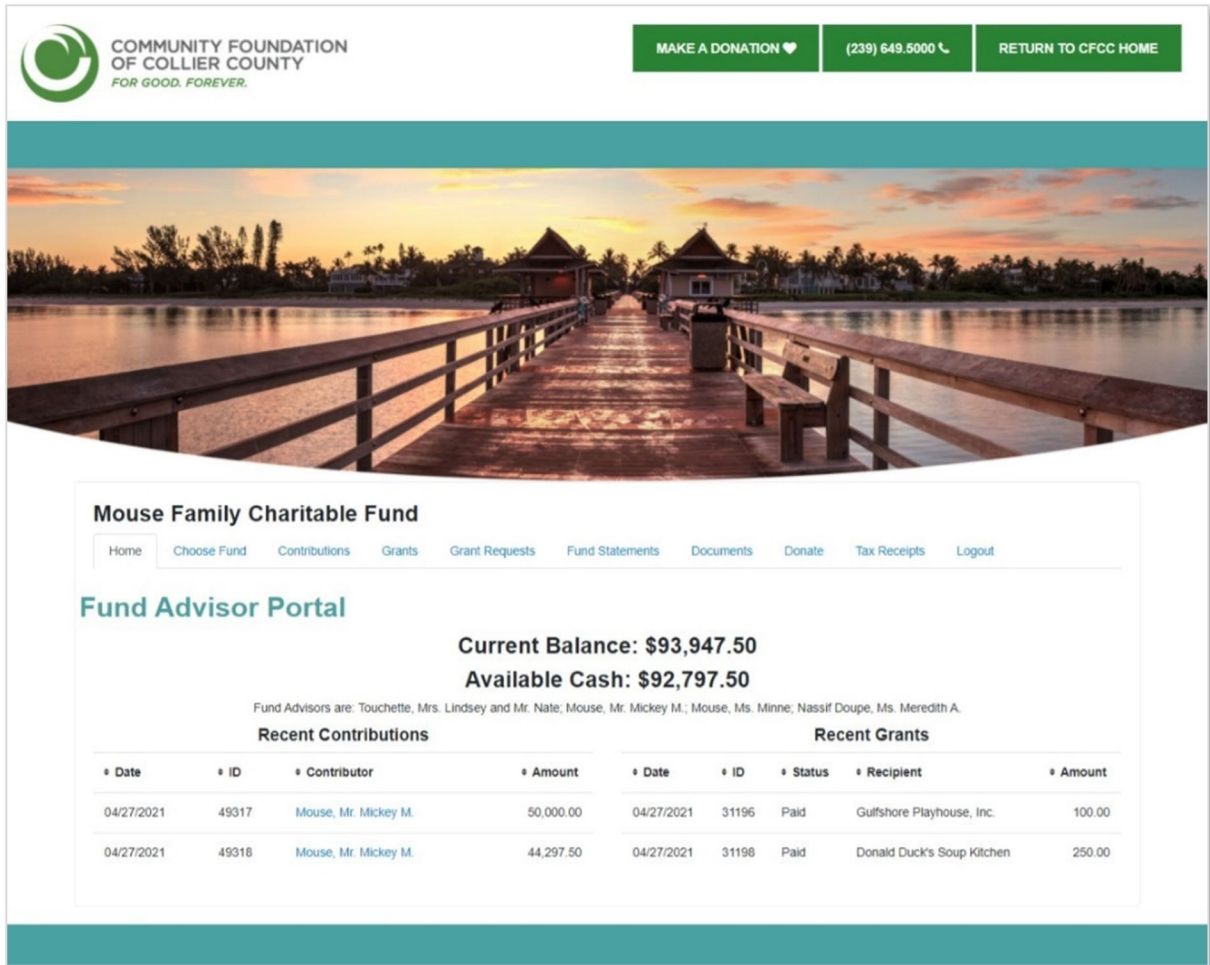 COMMUNITY FOUNDATION
OF COLLIER COUNTY
FOR GOOD. FOREVER.
MAKE A DONATION
(239) 649.5000
RETURN TO CFCC HOME
Mouse Family Charitable Fund
Home Choose Fund Contributions Grants Grant Requests Fund Statements Documents Donate Tax Receipts Logout
Fund Advisor Portal
Current Balance: $93,947.50
Available Cash: $92,797.50
Fund Advisors are: Touchette, Mrs. Lindsey and Mr. Nate; Mouse, Mr. Mickey M.; Mouse, Ms. Minne; Nassif Doupe, Ms. Meredith A.
Recent Contributions
Date ID Contributor Amount
04/27/2021 49317 Mouse, Mr. Mickey M. 50,000.00
04/27/2021 49318 Mouse, Mr. Mickey M. 44,297.50
Recent Grants
Date ID Status Recipient Amount
04/27/2021 31196 Paid Gulfshore Playhouse, Inc. 100.00
04/27/2021 31198 Paid Donald Duck's Soup Kitchen 250.00